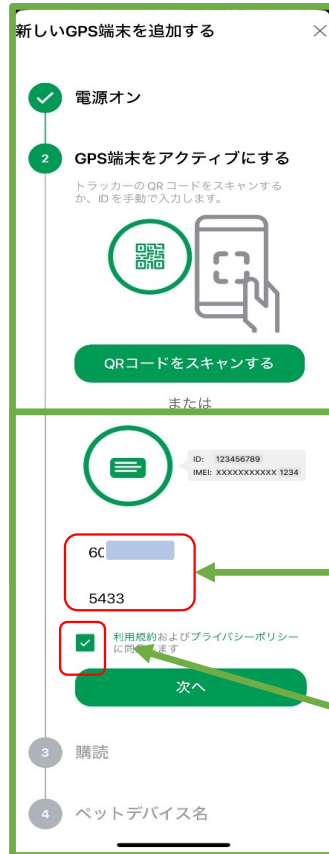 新しいGPS端末を追加する
電源オン
2
GPS端末をアクティブにする
トラッカーの QR コードをスキャンする
か、ID を手動で入力します。
QRコードをスキャンする
または
ID: 123456789
IMEI: XXXXXXXXXXX 1234
60
5433
利用規約およびプライバシーポリシー
に同意します
次へ
3
購読
4
ペットデバイス名